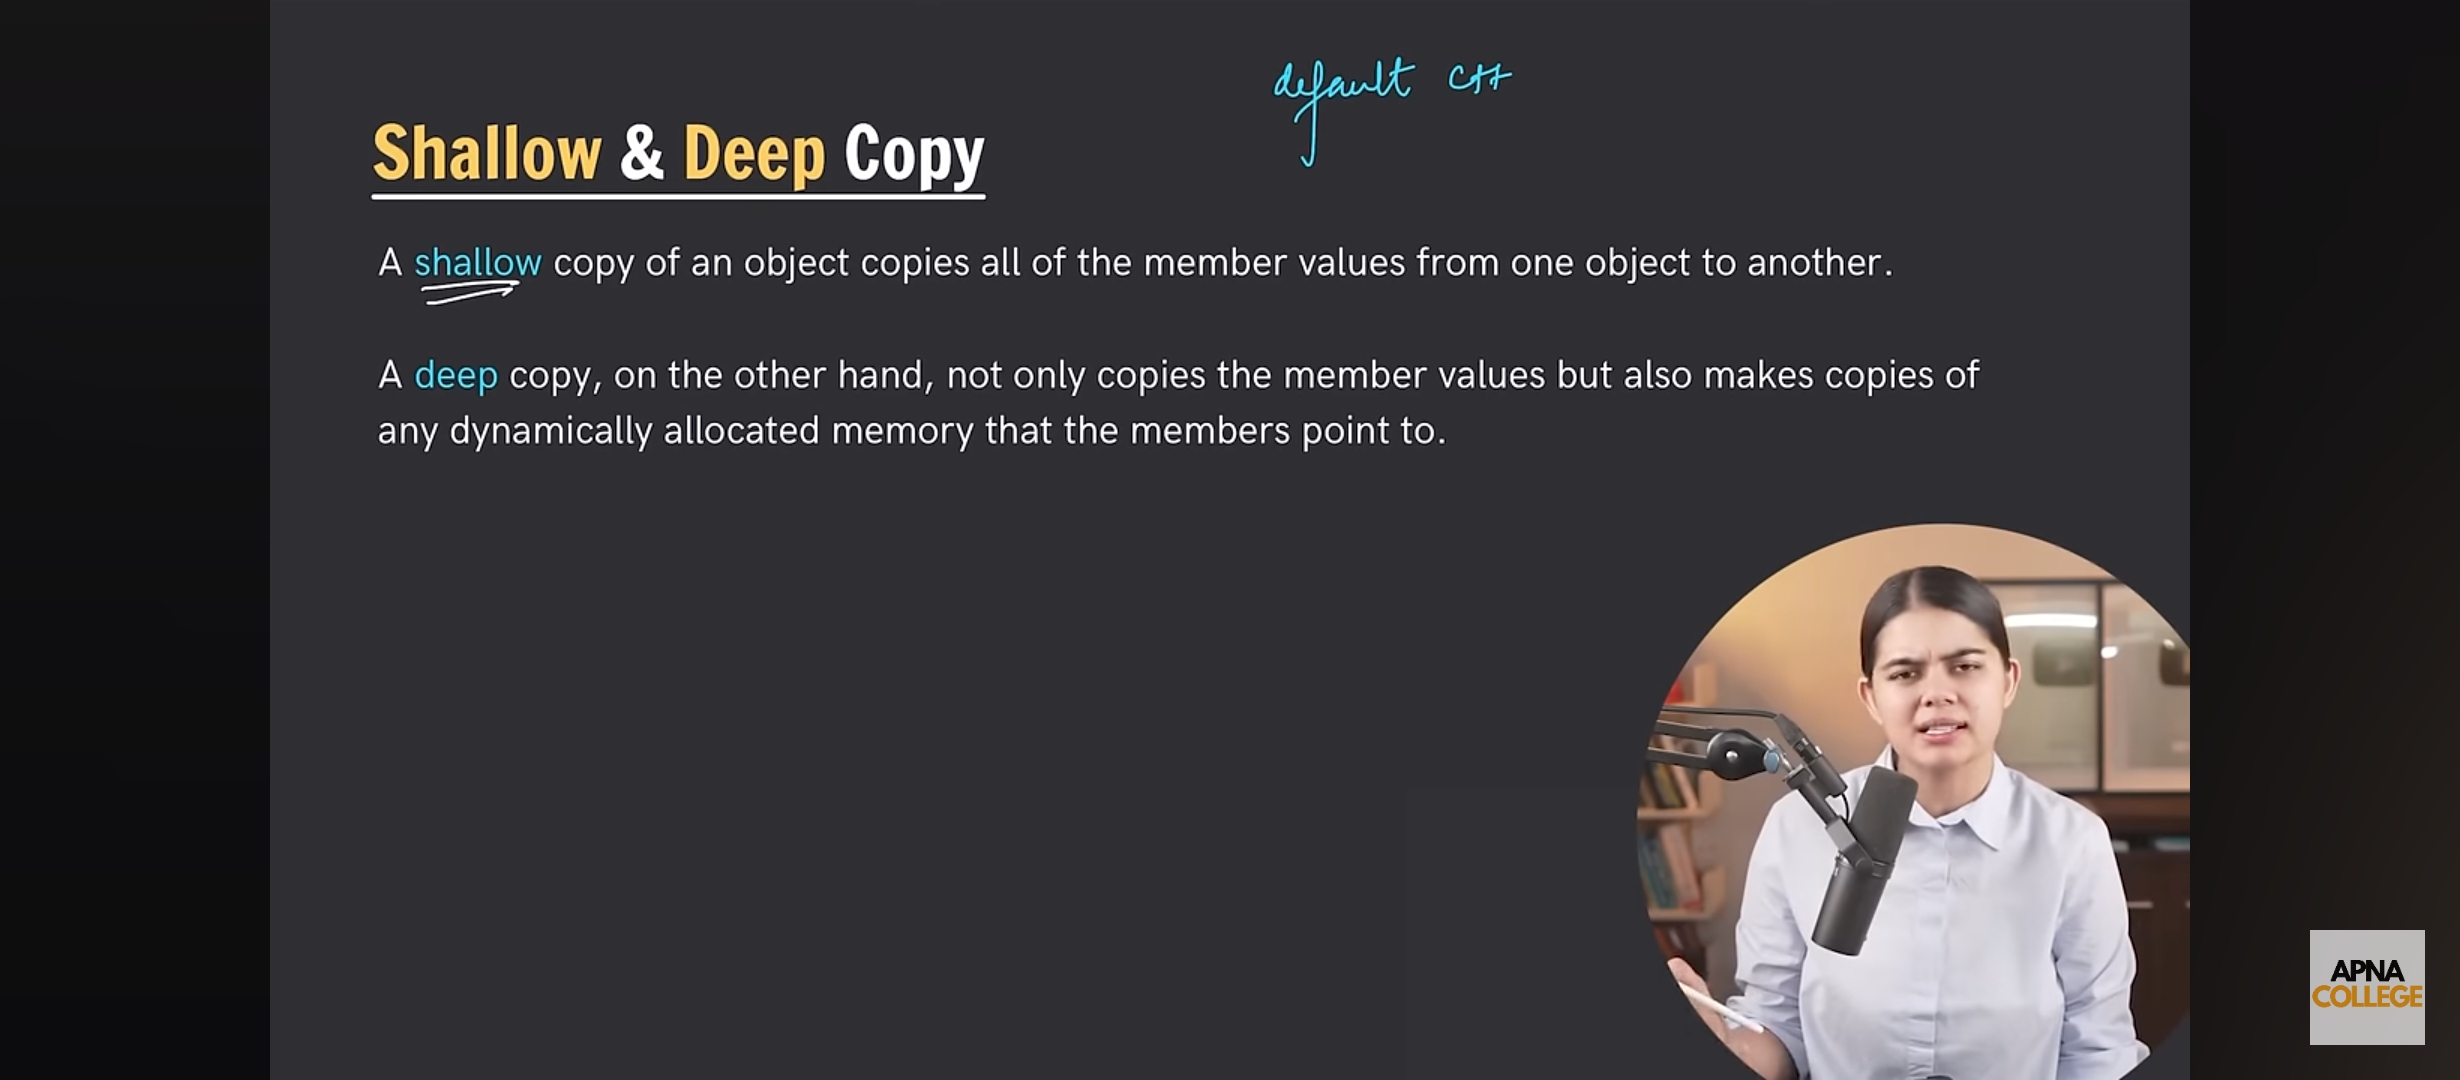 default C++
Shallow & Deep Copy
A shallow copy of an object copies all of the member values from one object to another.
A deep copy, on the other hand, not only copies the member values but also makes copies of
any dynamically allocated memory that the members point to.
APNA
COLLEGE